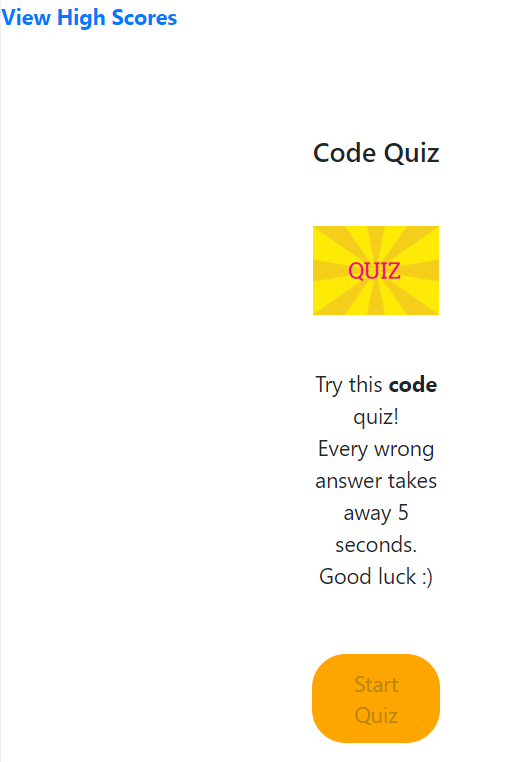 View High Scores
Code Quiz
QUIZ
Try this code
quiz!
Every wrong
answer takes
away 5
seconds.
Good luck :)
Start
Quiz